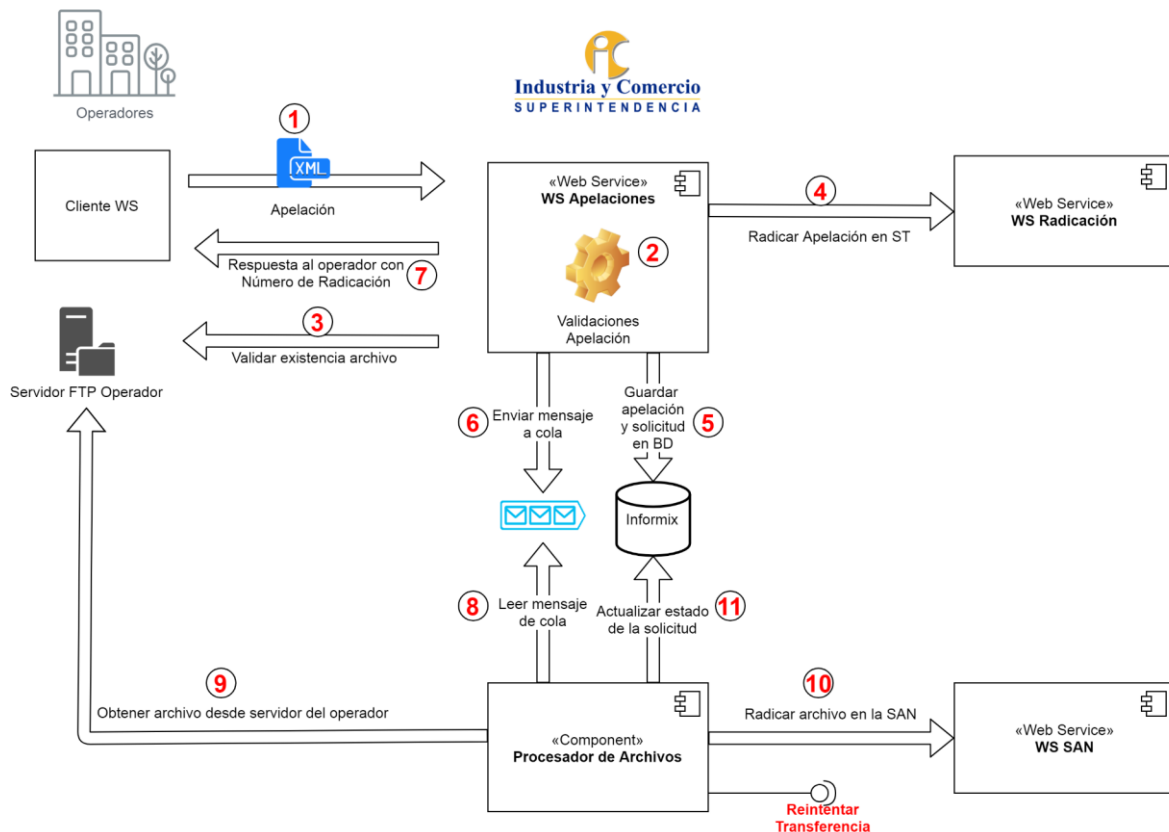 Operadores
Industria y Comercio
SUPERINTENDENCIA
1
XML
Apelación
Cliente WS
«Web Service»
WS Apelaciones
2
Validaciones
Apelación
4
Radicar Apelación en ST
«Web Service»
WS Radicación
Respuesta al operador con
Número de Radicación
7
3
Validar existencia archivo
Servidor FTP Operador
6
Enviar mensaje
a cola
Guardar
apelación
y solicitud
en BD
5
Informix
8
Leer mensaje
de cola
Actualizar estado
de la solicitud
11
9
Obtener archivo desde servidor del operador
«Component»
Procesador de Archivos
10
Radicar archivo en la SAN
«Web Service»
WS SAN
Reintentar
Transferencia